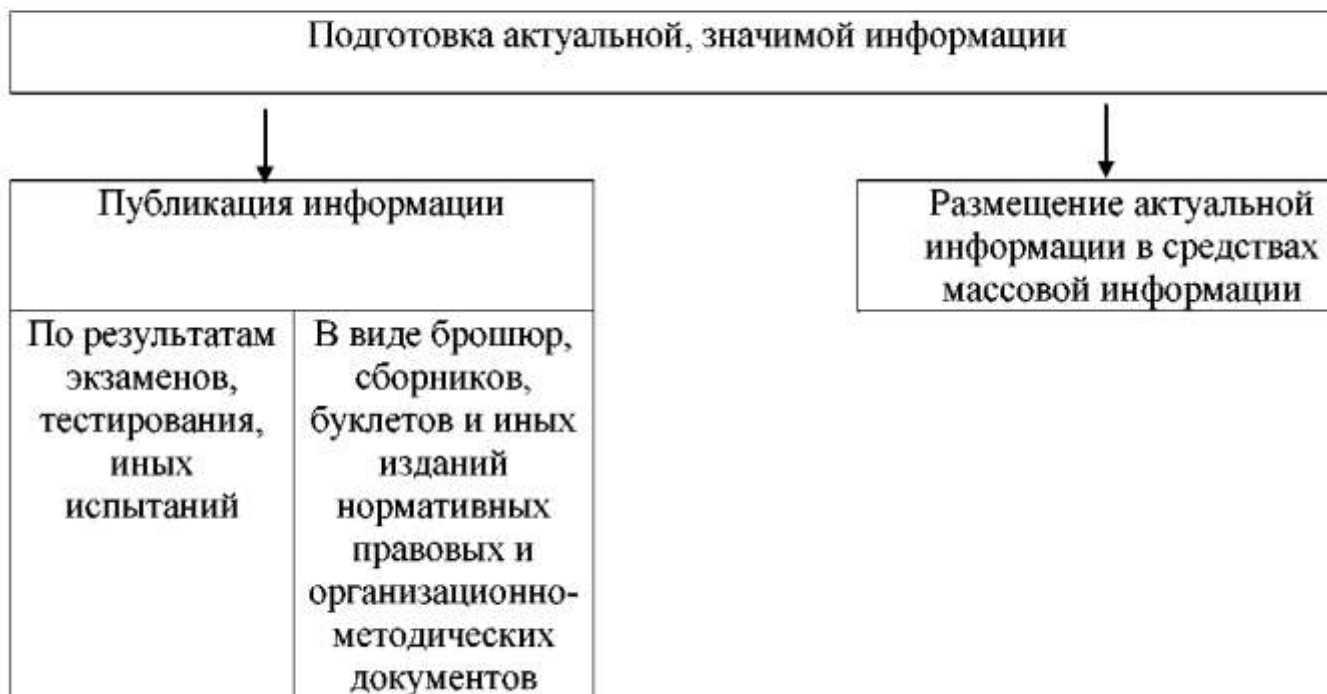 Подготовка актуальной, значимой информации
Публикация информации
Размещение актуальной
информации в средствах
массовой информации
По результатам
экзаменов,
тестирования,
иных
испытаний
В виде брошюр,
сборников,
буклетов и иных
изданий
нормативных
правовых и
организационно-
методических
документов